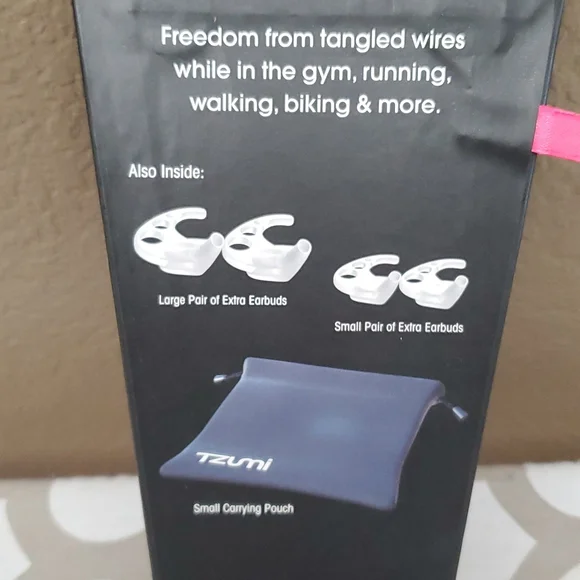 Freedom from tangled wires
while in the gym, running,
walking, biking & more.
Also Inside:
Large Pair of Extra Earbuds
Small Pair of Extra Earbuds
TZUMI
Small Carrying Pouch